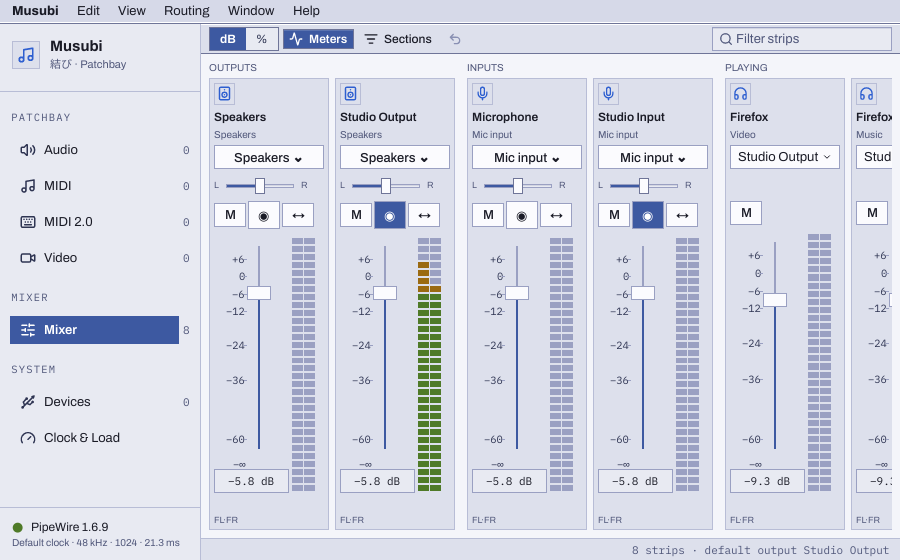 Musubi Edit View Routing Window Help
Musubi
結び · Patchbay
PATCHBAY
Audio 0
MIDI 0
MIDI 2.0 0
Video 0
MIXER
Mixer 8
SYSTEM
Devices 0
Clock & Load
PipeWire 1.6.9
Default clock · 48 kHz · 1024 · 21.3 ms
dB % Meters Sections Filter strips
OUTPUTS INPUTS PLAYING
Speakers
Speakers
Speakers
L R
M
+6
0
−6
−12
−24
−36
−60
−∞
−5.8 dB
FL·FR
Studio Output
Speakers
Speakers
L R
M
+6
0
−6
−12
−24
−36
−60
−∞
−5.8 dB
FL·FR
Microphone
Mic input
Mic input
L R
M
+6
0
−6
−12
−24
−36
−60
−∞
−5.8 dB
FL·FR
Studio Input
Mic input
Mic input
L R
M
+6
0
−6
−12
−24
−36
−60
−∞
−5.8 dB
FL·FR
Firefox
Video
Studio Output
M
+6
0
−6
−12
−24
−36
−60
−∞
−9.3 dB
FL·FR
Firefox
Music
Stud
M
+6
0
−6
−12
−24
−36
−60
−∞
−9.3
FL·FR
8 strips · default output Studio Output